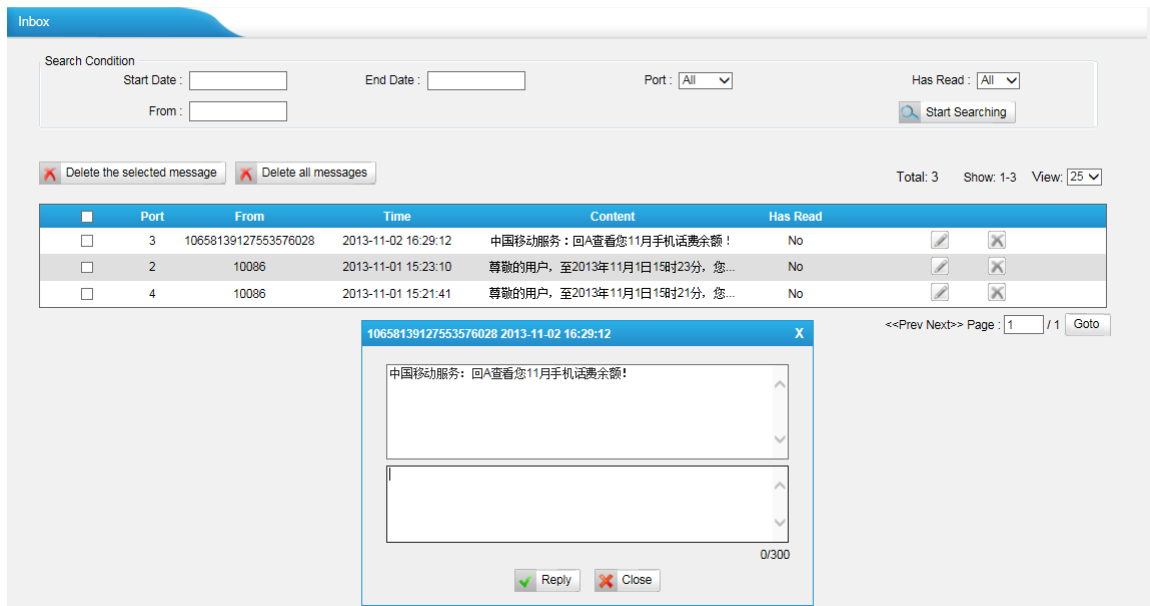 Inbox
Search Condition
Start Date : End Date : Port : All Has Read : All
From : Start Searching
Delete the selected message Delete all messages Total: 3 Show: 1-3 View: 25
Port From Time Content Has Read
3 10658139127553576028 2013-11-02 16:29:12 中国移动服务：回A查看您11月手机话费余额！ No
2 10086 2013-11-01 15:23:10 尊敬的用户，至2013年11月1日15时23分，您... No
4 10086 2013-11-01 15:21:41 尊敬的用户，至2013年11月1日15时21分，您... No
<<Prev Next>> Page : 1 / 1 Goto
10658139127553576028 2013-11-02 16:29:12 X
中国移动服务：回A查看您11月手机话费余额！
0/300
Reply Close